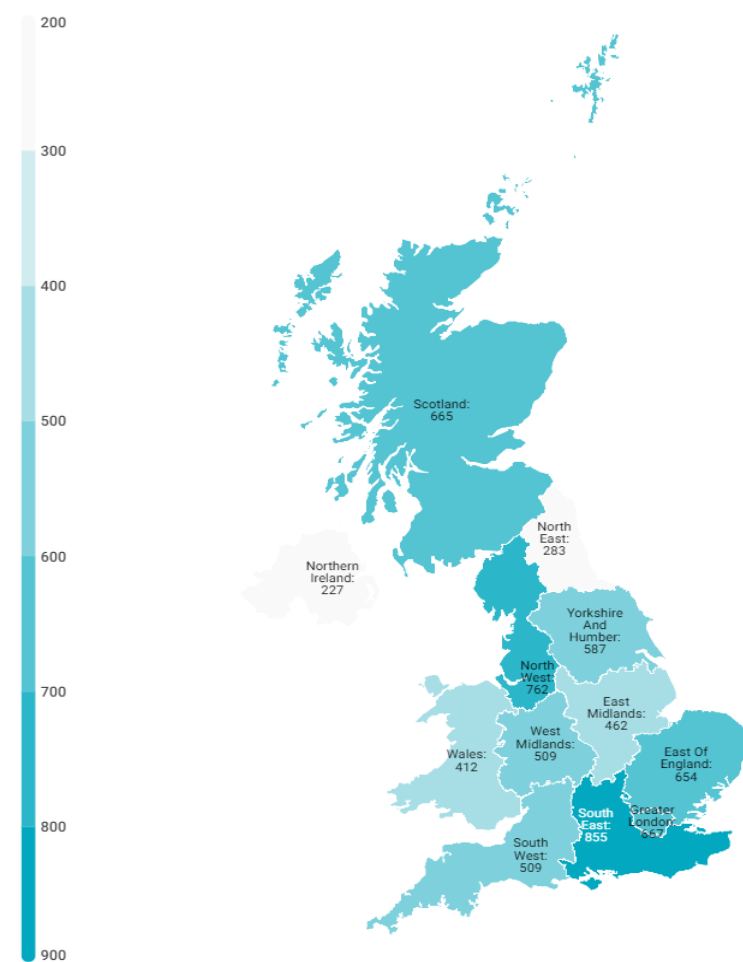 200
300
400
500
600
700
800
900
Scotland:
665
North
East:
283
Northern
Ireland:
227
Yorkshire
And
Humber:
587
North
West:
762
East
Midlands:
462
West
Midlands:
509
Wales:
412
East Of
England:
654
Greater
London:
667
South
East:
855
South
West:
509